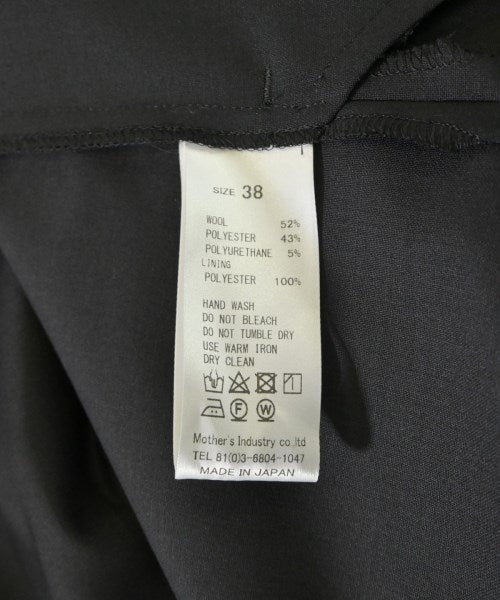 SIZE 38
WOOL 52%
POLYESTER 43%
POLYURETHANE 5%
LINING
POLYESTER 100%
HAND WASH
DO NOT BLEACH
DO NOT TUMBLE DRY
USE WARM IRON
DRY CLEAN
F W
Mother's Industry co.ltd
TEL 81(0)3-6804-1047
MADE IN JAPAN